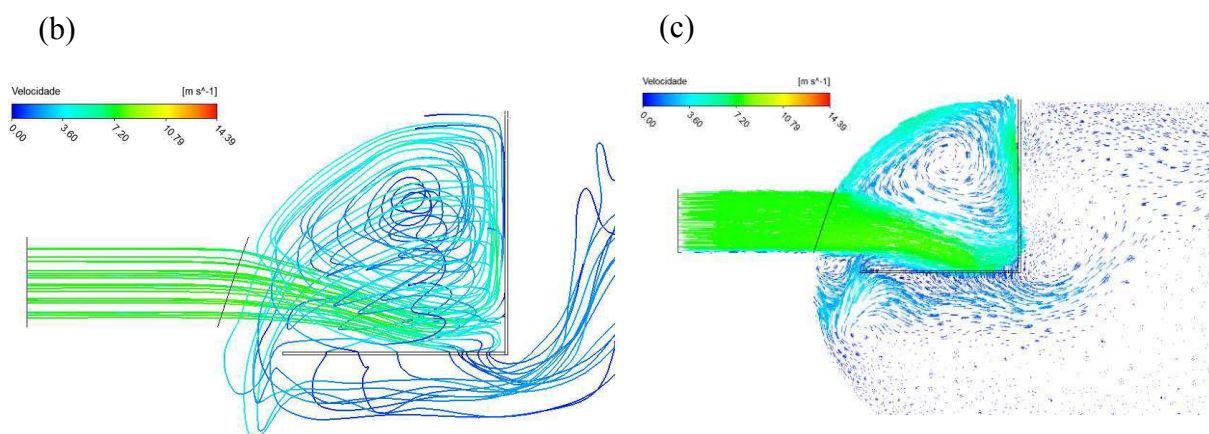 (b)
Velocidade [m s^-1]
0.00 3.60 7.20 10.79 14.39
(c)
Velocidade [m s^-1]
0.00 3.60 7.20 10.79 14.39